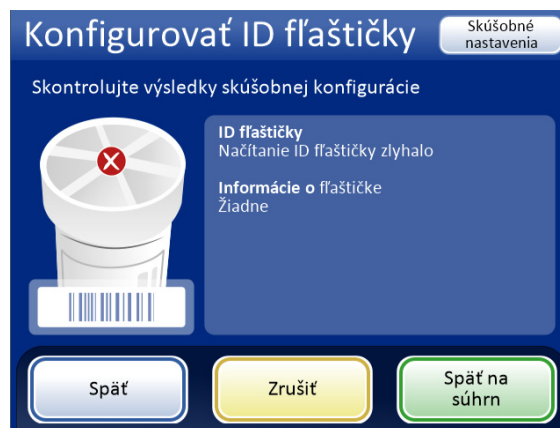 Konfigurovať ID fľaštičky
Skúšobné
nastavenia
Skontrolujte výsledky skúšobnej konfigurácie
ID fľaštičky
Načítanie ID fľaštičky zlyhalo
Informácie o fľaštičke
Žiadne
Späť
Zrušiť
Späť na
súhrn